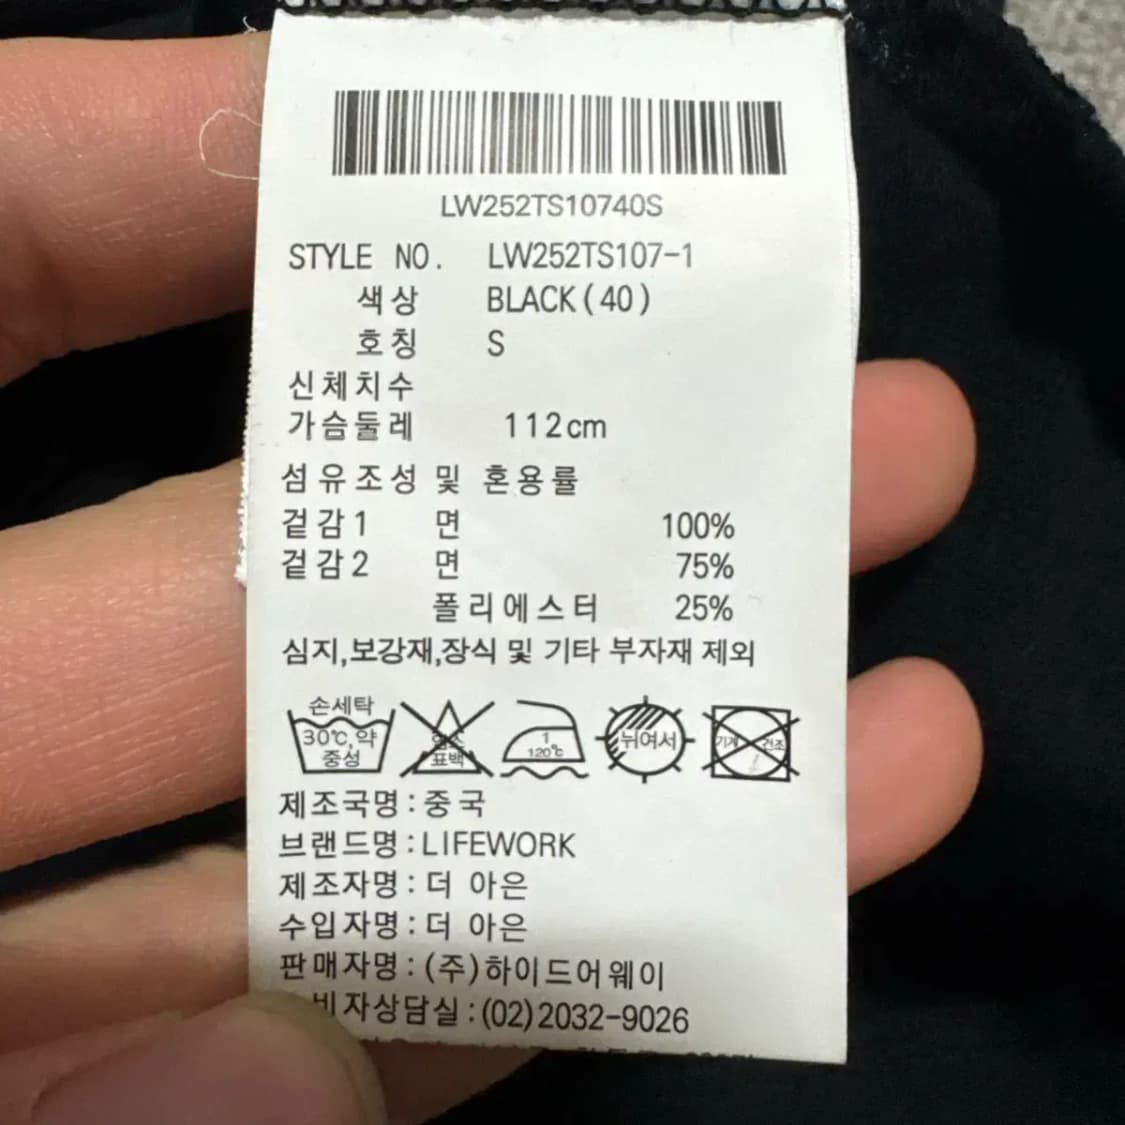 LW252TS10740S
STYLE NO. LW252TS107-1
색상 BLACK(40)
호칭 S
신체치수
가슴둘레 112cm
섬유조성 및 혼용률
겉감1 면 100%
겉감2 면 75%
폴리에스터 25%
심지,보강재,장식 및 기타 부자재 제외
손세탁
30℃,약
중성
염소
표백
1
120℃
뉘여서
기계 건조
제조국명:중국
브랜드명:LIFEWORK
제조자명:더 아은
수입자명:더 아은
판매자명:(주)하이드어웨이
비자상담실:(02)2032-9026